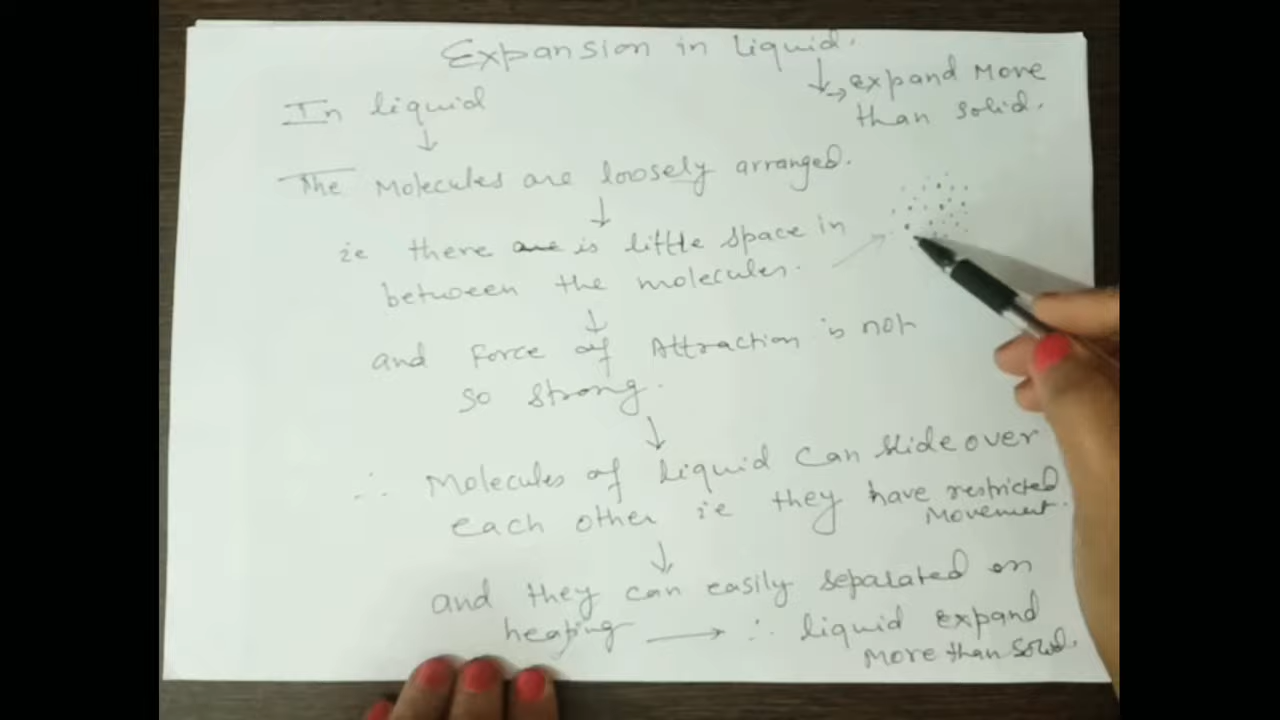 Expansion in Liquid.
→ expand More
than solid.
In liquid
↓
The Molecules are loosely arranged.
↓
ie there are is little space in
between the molecules.
↓
and Force of Attraction is not
so strong.
↓
∴ Molecules of liquid can slide over
each other ie they have restricted
Movement.
↓
and they can easily separated on
heating → ∴ liquid expand
More than solid.